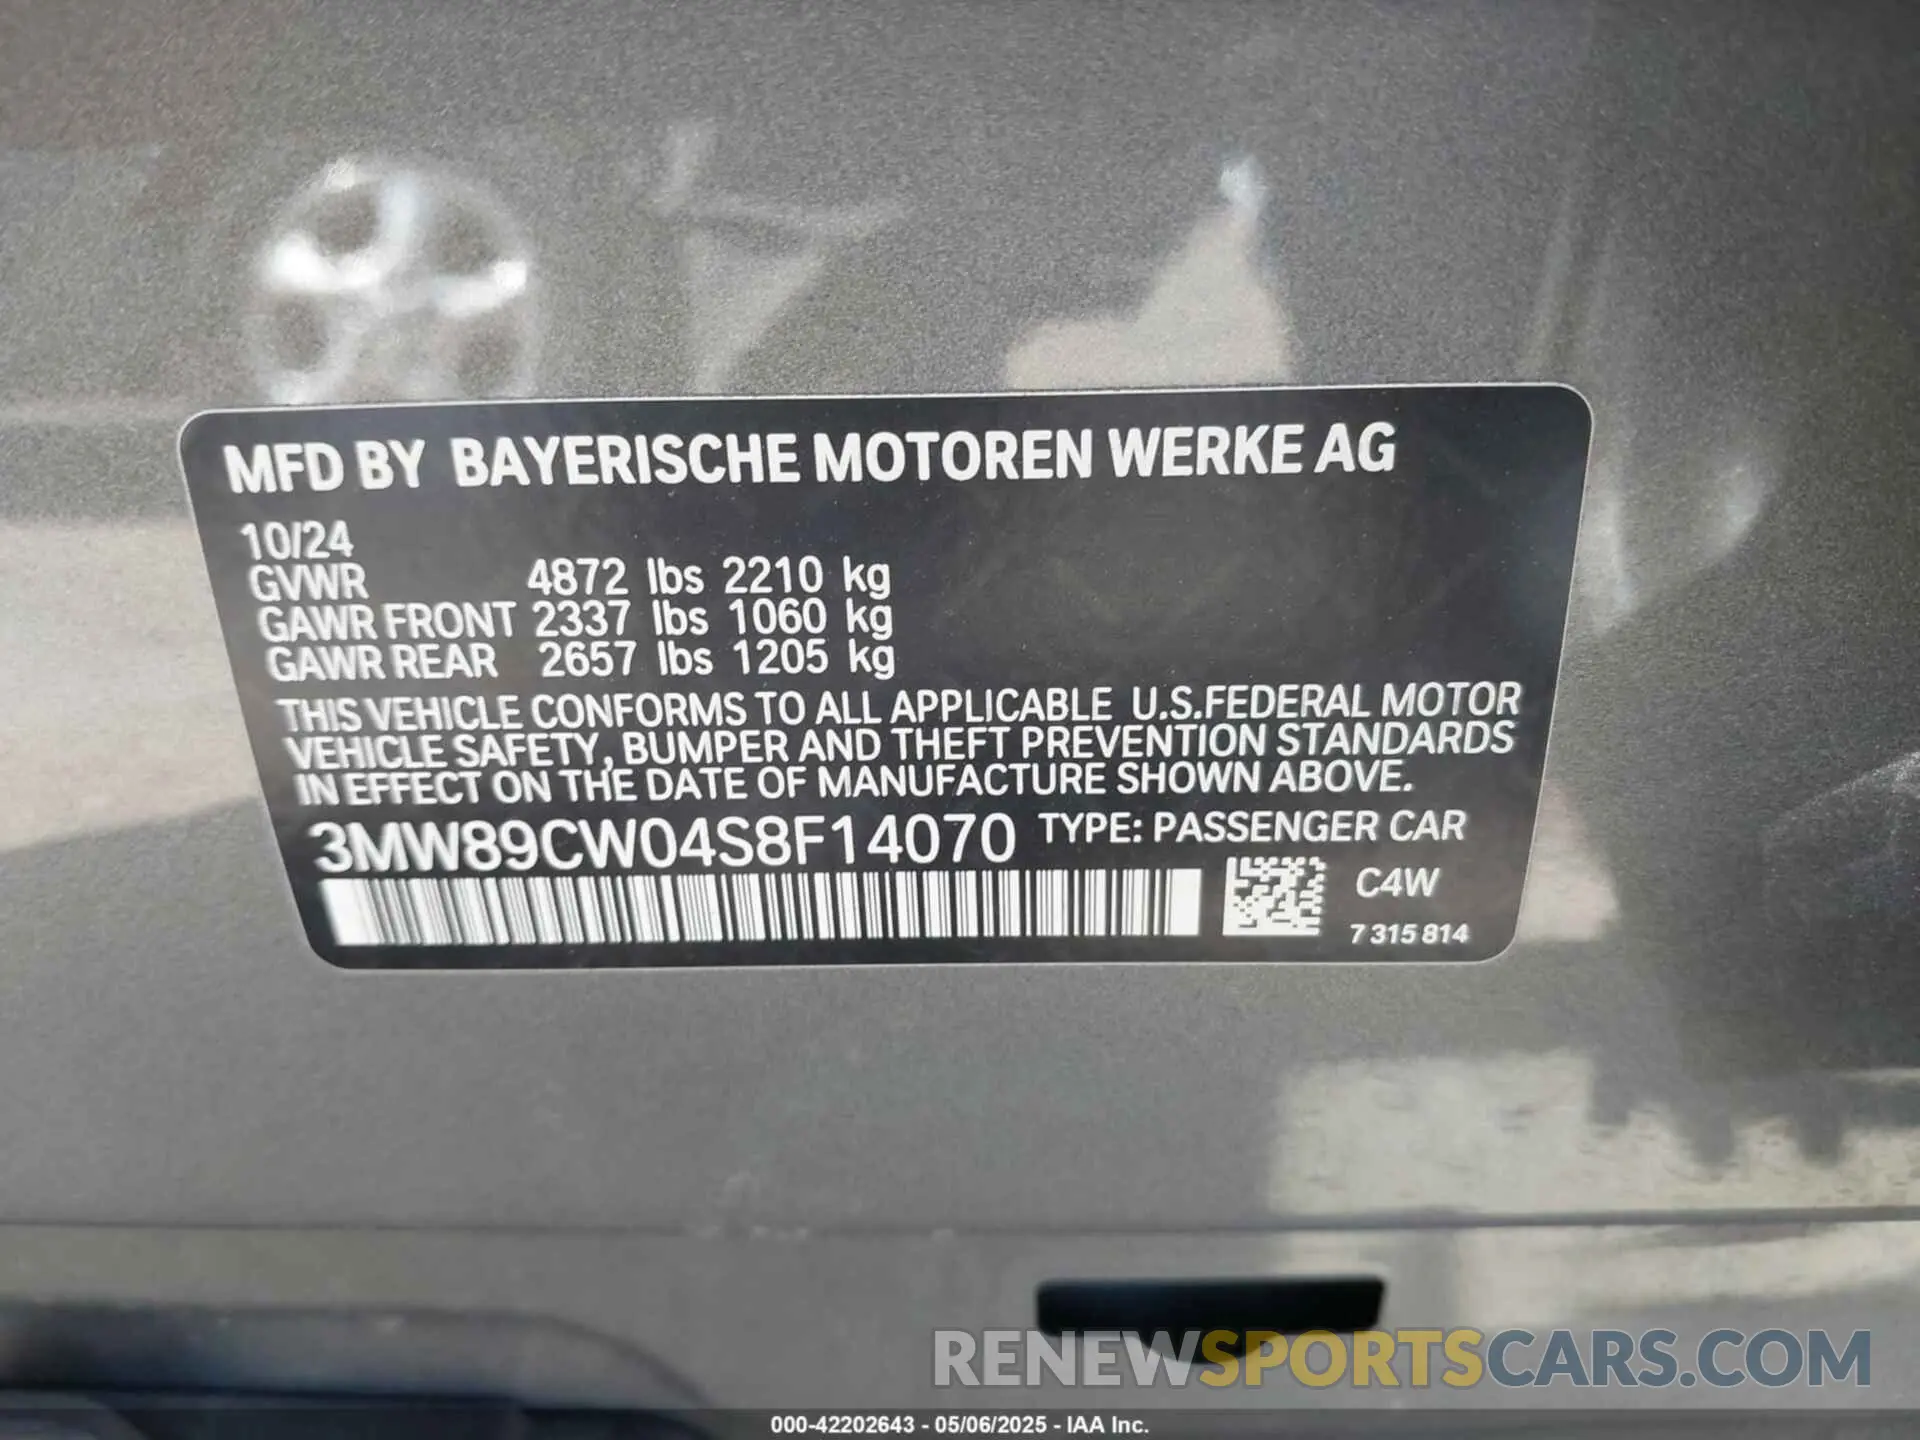 MFD BY BAYERISCHE MOTOREN WERKE AG
10/24
GVWR 4872 lbs 2210 kg
GAWR FRONT 2337 lbs 1060 kg
GAWR REAR 2657 lbs 1205 kg
THIS VEHICLE CONFORMS TO ALL APPLICABLE U.S.FEDERAL MOTOR
VEHICLE SAFETY, BUMPER AND THEFT PREVENTION STANDARDS
IN EFFECT ON THE DATE OF MANUFACTURE SHOWN ABOVE.
3MW89CW04S8F14070 TYPE: PASSENGER CAR
C4W
7 315 814
RENEWSPORTSCARS.COM
000-42202643 - 05/06/2025 - IAA Inc.